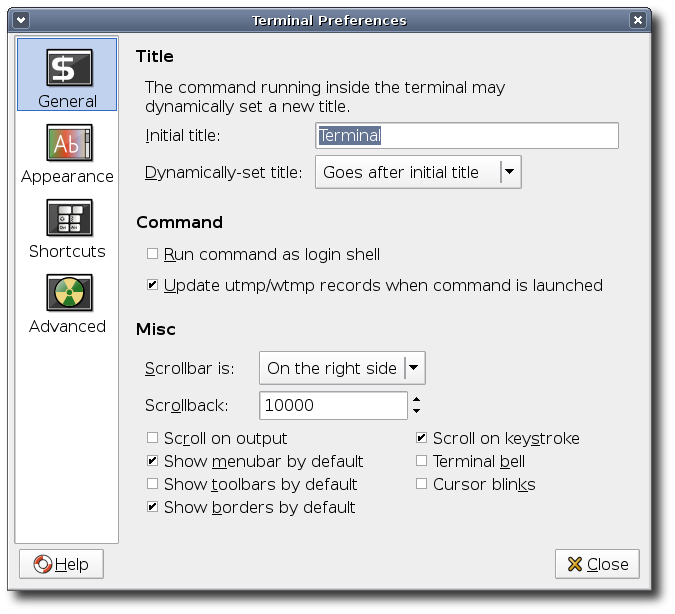 Terminal Preferences
$
General
Ab
Appearance
Shortcuts
Advanced
Title
The command running inside the terminal may
dynamically set a new title.
Initial title: Terminal
Dynamically-set title: Goes after initial title
Command
Run command as login shell
Update utmp/wtmp records when command is launched
Misc
Scrollbar is: On the right side
Scrollback: 10000
Scroll on output
Scroll on keystroke
Show menubar by default
Terminal bell
Show toolbars by default
Cursor blinks
Show borders by default
Help
Close